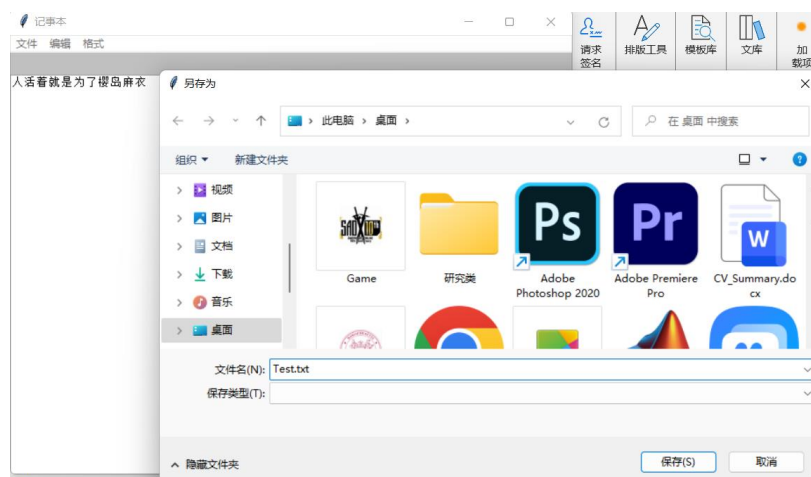 记事本
文件 编辑 格式
人活着就是为了樱岛麻衣
请求签名
排版工具
模板库
文库
加载项
另存为
此电脑 › 桌面 ›
在 桌面 中搜索
组织
新建文件夹
视频
图片
文档
下载
音乐
桌面
Game
研究类
Ps
Adobe Photoshop 2020
Pr
Adobe Premiere Pro
W
CV_Summary.docx
文件名(N): Test.txt
保存类型(T):
隐藏文件夹
保存(S)
取消